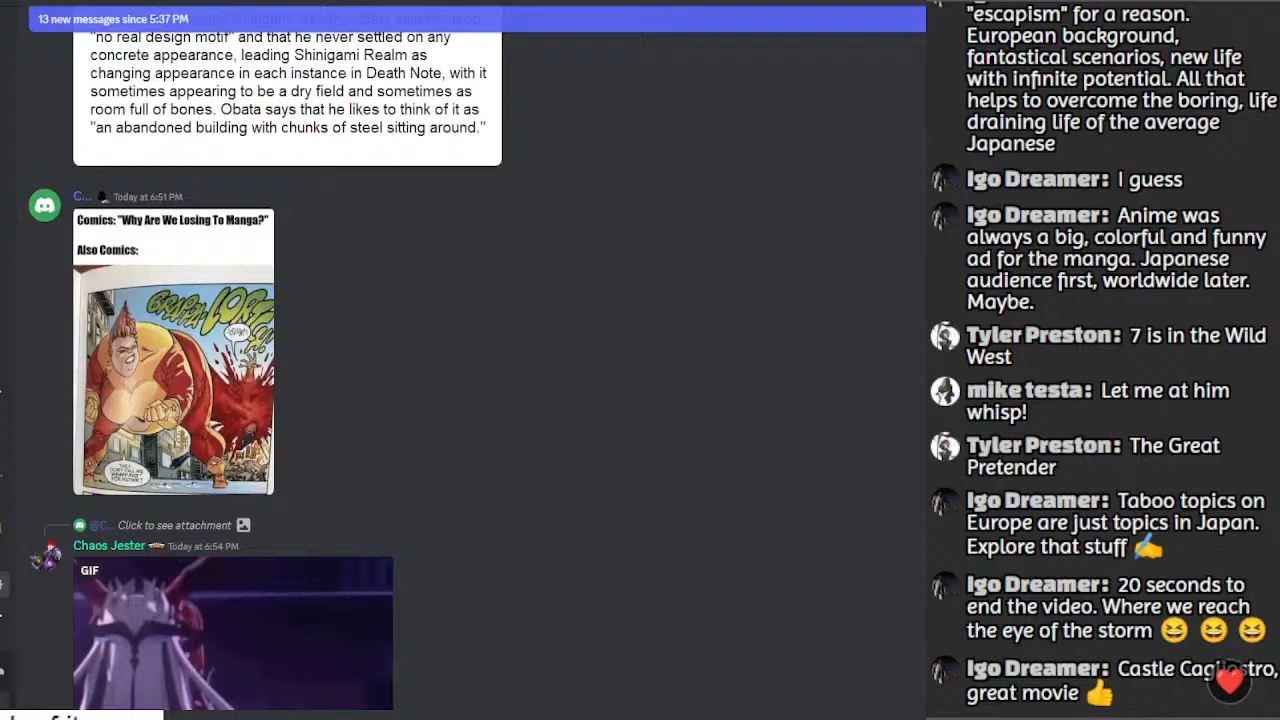 13 new messages since 5:37 PM
"no real design motif" and that he never settled on any
concrete appearance, leading Shinigami Realm as
changing appearance in each instance in Death Note, with it
sometimes appearing to be a dry field and sometimes as
room full of bones. Obata says that he likes to think of it as
"an abandoned building with chunks of steel sitting around."
C... Today at 6:51 PM
Comics: "Why Are We Losing To Manga?"
Also Comics:
THEY
DON'T CALL ME
FOR NOTHIN'!
@C... Click to see attachment
Chaos Jester Today at 6:54 PM
GIF
"escapism" for a reason.
European background,
fantastical scenarios, new life
with infinite potential. All that
helps to overcome the boring, life
draining life of the average
Japanese
Igo Dreamer: I guess
Igo Dreamer: Anime was
always a big, colorful and funny
ad for the manga. Japanese
audience first, worldwide later.
Maybe.
Tyler Preston: 7 is in the Wild
West
mike testa: Let me at him
whisp!
Tyler Preston: The Great
Pretender
Igo Dreamer: Taboo topics on
Europe are just topics in Japan.
Explore that stuff ✍️
Igo Dreamer: 20 seconds to
end the video. Where we reach
the eye of the storm 😆 😆 😆
Igo Dreamer: Castle Cagliostro,
great movie 👍